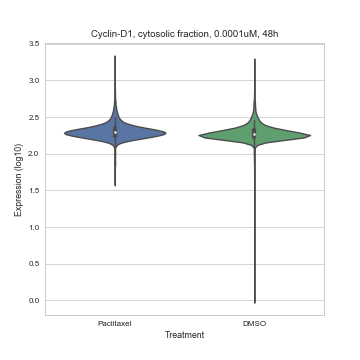 Cyclin-D1, cytosolic fraction, 0.0001uM, 48h
3.5
3.0
2.5
2.0
1.5
1.0
0.5
0.0
Expression (log10)
Paclitaxel
DMSO
Treatment